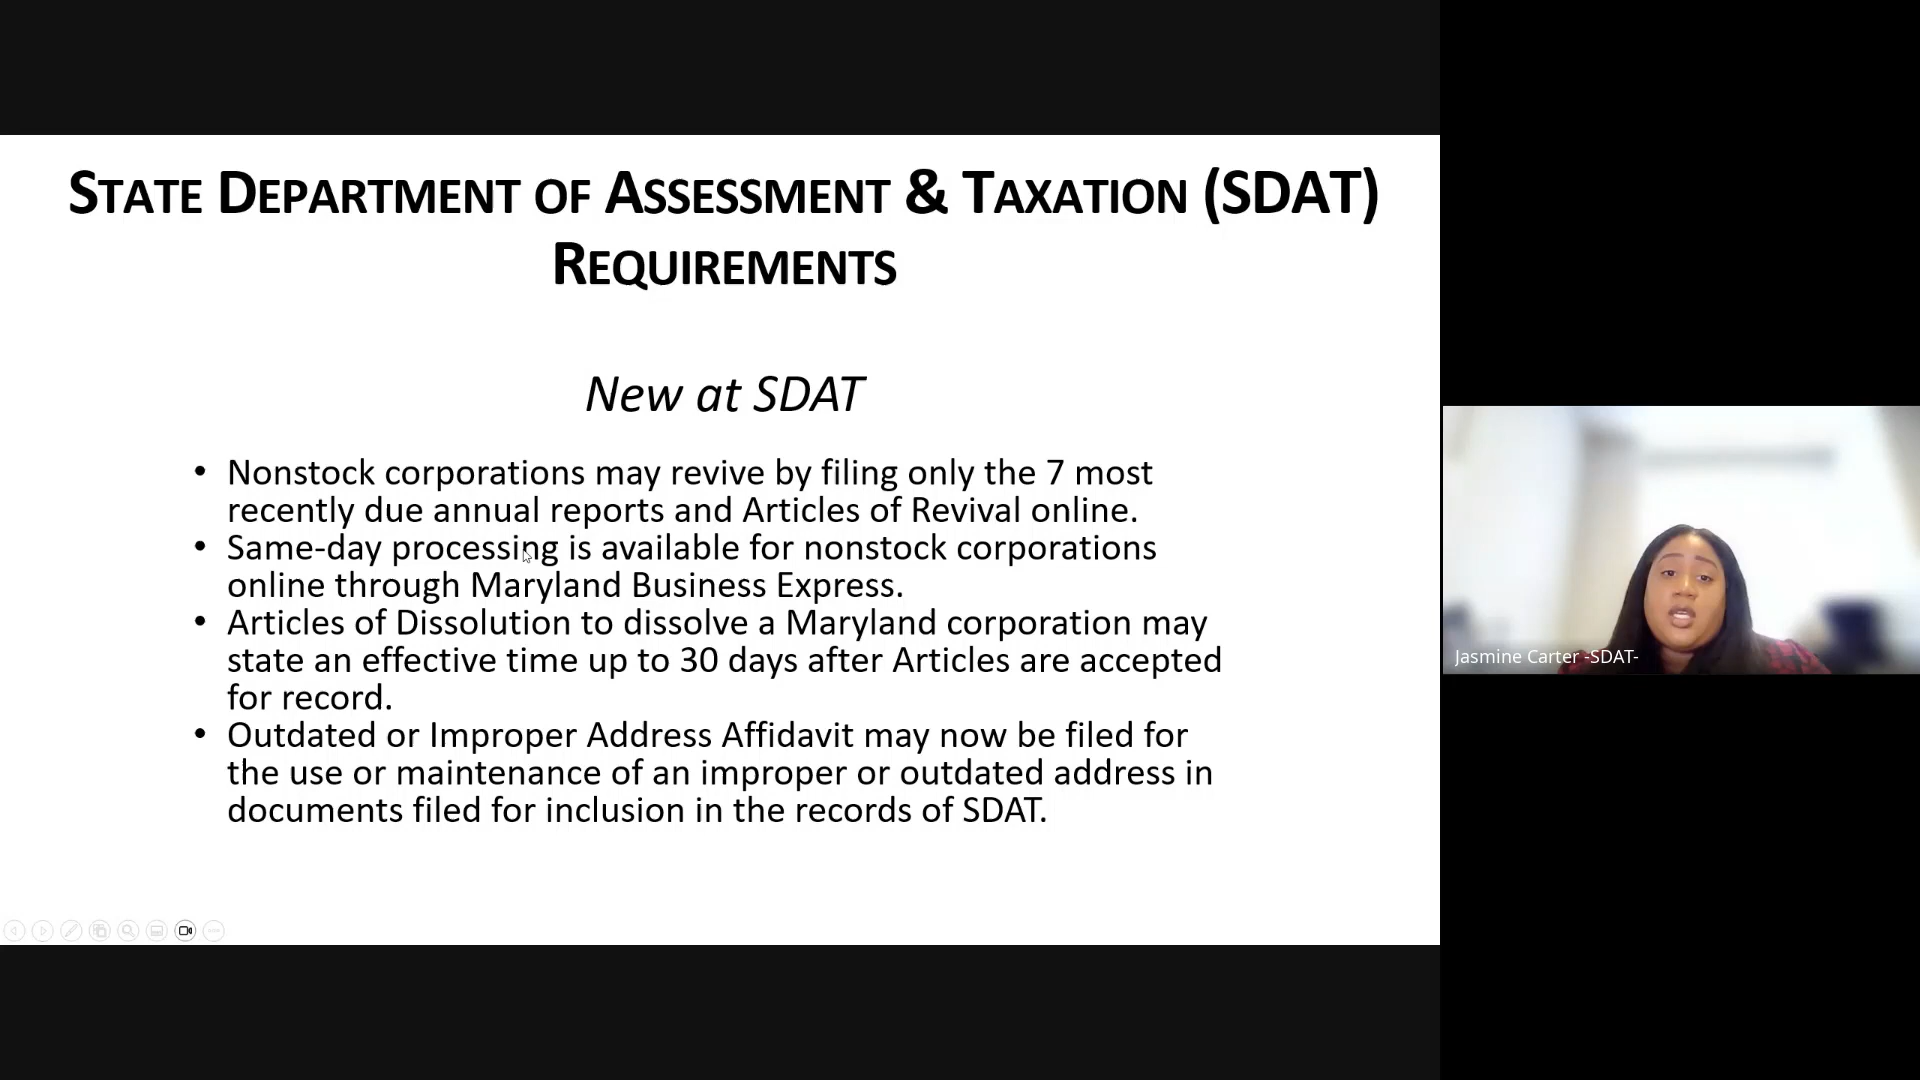 STATE DEPARTMENT OF ASSESSMENT & TAXATION (SDAT)
REQUIREMENTS
New at SDAT
• Nonstock corporations may revive by filing only the 7 most
recently due annual reports and Articles of Revival online.
• Same-day processing is available for nonstock corporations
online through Maryland Business Express.
• Articles of Dissolution to dissolve a Maryland corporation may
state an effective time up to 30 days after Articles are accepted
for record.
• Outdated or Improper Address Affidavit may now be filed for
the use or maintenance of an improper or outdated address in
documents filed for inclusion in the records of SDAT.
Jasmine Carter -SDAT-